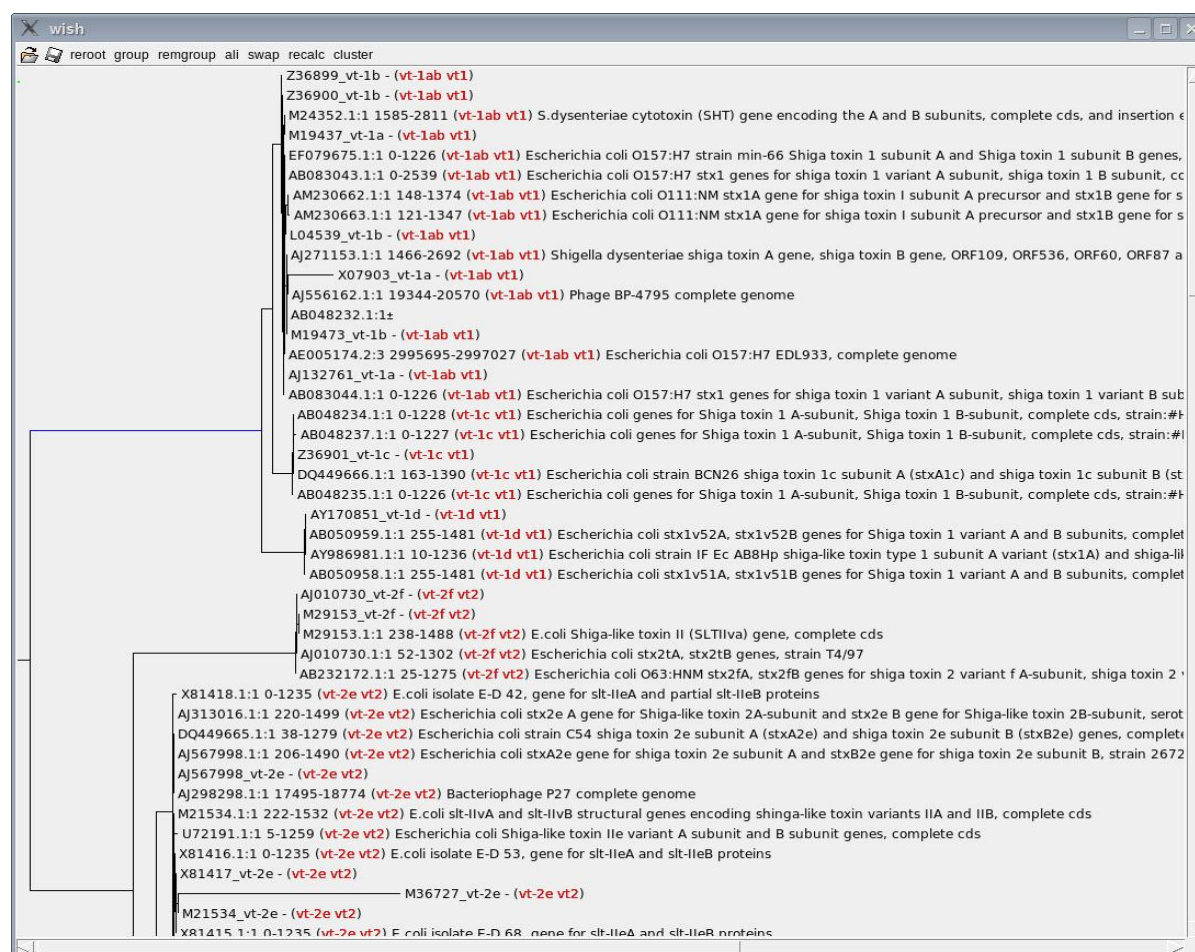 wish
reroot group remgroup ali swap recalc cluster
Z36899_vt-1b - (vt-1ab vt1)
Z36900_vt-1b - (vt-1ab vt1)
M24352.1:1 1585-2811 (vt-1ab vt1) S.dysenteriae cytotoxin (SHT) gene encoding the A and B subunits, complete cds, and insertion
M19437_vt-1a - (vt-1ab vt1)
EF079675.1:1 0-1226 (vt-1ab vt1) Escherichia coli O157:H7 strain min-66 Shiga toxin 1 subunit A and Shiga toxin 1 subunit B genes,
AB083043.1:1 0-2539 (vt-1ab vt1) Escherichia coli O157:H7 stx1 genes for shiga toxin 1 variant A subunit, shiga toxin 1 B subunit, cc
AM230662.1:1 148-1374 (vt-1ab vt1) Escherichia coli O111:NM stx1A gene for shiga toxin I subunit A precursor and stx1B gene for s
AM230663.1:1 121-1347 (vt-1ab vt1) Escherichia coli O111:NM stx1A gene for shiga toxin I subunit A precursor and stx1B gene for s
L04539_vt-1b - (vt-1ab vt1)
AJ271153.1:1 1466-2692 (vt-1ab vt1) Shigella dysenteriae shiga toxin A gene, shiga toxin B gene, ORF109, ORF536, ORF60, ORF87 a
X07903_vt-1a - (vt-1ab vt1)
AJ556162.1:1 19344-20570 (vt-1ab vt1) Phage BP-4795 complete genome
AB048232.1:1±
M19473_vt-1b - (vt-1ab vt1)
AE005174.2:3 2995695-2997027 (vt-1ab vt1) Escherichia coli O157:H7 EDL933, complete genome
AJ132761_vt-1a - (vt-1ab vt1)
AB083044.1:1 0-1226 (vt-1ab vt1) Escherichia coli O157:H7 stx1 genes for shiga toxin 1 variant A subunit, shiga toxin 1 variant B sub
AB048234.1:1 0-1228 (vt-1c vt1) Escherichia coli genes for Shiga toxin 1 A-subunit, Shiga toxin 1 B-subunit, complete cds, strain:#H
AB048237.1:1 0-1227 (vt-1c vt1) Escherichia coli genes for Shiga toxin 1 A-subunit, Shiga toxin 1 B-subunit, complete cds, strain:#
Z36901_vt-1c - (vt-1c vt1)
DQ449666.1:1 163-1390 (vt-1c vt1) Escherichia coli strain BCN26 shiga toxin 1c subunit A (stxA1c) and shiga toxin 1c subunit B (st
AB048235.1:1 0-1226 (vt-1c vt1) Escherichia coli genes for Shiga toxin 1 A-subunit, Shiga toxin 1 B-subunit, complete cds, strain:#H
AY170851_vt-1d - (vt-1d vt1)
AB050959.1:1 255-1481 (vt-1d vt1) Escherichia coli stx1v52A, stx1v52B genes for Shiga toxin 1 variant A and B subunits, complet
AY986981.1:1 10-1236 (vt-1d vt1) Escherichia coli strain IF Ec AB8Hp shiga-like toxin type 1 subunit A variant (stx1A) and shiga-li
AB050958.1:1 255-1481 (vt-1d vt1) Escherichia coli stx1v51A, stx1v51B genes for Shiga toxin 1 variant A and B subunits, complet
AJ010730_vt-2f - (vt-2f vt2)
M29153_vt-2f - (vt-2f vt2)
M29153.1:1 238-1488 (vt-2f vt2) E.coli Shiga-like toxin II (SLTIIva) gene, complete cds
AJ010730.1:1 52-1302 (vt-2f vt2) Escherichia coli stx2tA, stx2tB genes, strain T4/97
AB232172.1:1 25-1275 (vt-2f vt2) Escherichia coli O63:HNM stx2fA, stx2fB genes for shiga toxin 2 variant f A-subunit, shiga toxin 2
X81418.1:1 0-1235 (vt-2e vt2) E.coli isolate E-D 42, gene for slt-IIeA and partial slt-IIeB proteins
AJ313016.1:1 220-1499 (vt-2e vt2) Escherichia coli stx2e A gene for Shiga-like toxin 2A-subunit and stx2e B gene for Shiga-like toxin 2B-subunit, serot
DQ449665.1:1 38-1279 (vt-2e vt2) Escherichia coli strain C54 shiga toxin 2e subunit A (stxA2e) and shiga toxin 2e subunit B (stxB2e) genes, complet
AJ567998.1:1 206-1490 (vt-2e vt2) Escherichia coli stxA2e gene for shiga toxin 2e subunit A and stxB2e gene for shiga toxin 2e subunit B, strain 2672
AJ567998_vt-2e - (vt-2e vt2)
AJ298298.1:1 17495-18774 (vt-2e vt2) Bacteriophage P27 complete genome
M21534.1:1 222-1532 (vt-2e vt2) E.coli slt-IIvA and slt-IIvB structural genes encoding shinga-like toxin variants IIA and IIB, complete cds
U72191.1:1 5-1259 (vt-2e vt2) Escherichia coli Shiga-like toxin IIe variant A subunit and B subunit genes, complete cds
X81416.1:1 0-1235 (vt-2e vt2) E.coli isolate E-D 53, gene for slt-IIeA and slt-IIeB proteins
X81417_vt-2e - (vt-2e vt2)
M36727_vt-2e - (vt-2e vt2)
M21534_vt-2e - (vt-2e vt2)
X81415.1:1 0-1235 (vt-2e vt2) E.coli isolate E-D 68, gene for slt-IIeA and slt-IIeB proteins